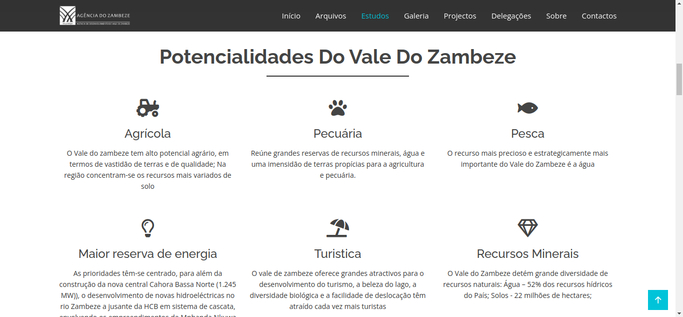 AGÊNCIA DO ZAMBEZE
Início Arquivos Estudos Galeria Projectos Delegações Sobre Contactos
Potencialidades Do Vale Do Zambeze
Agrícola
O Vale do zambeze tem alto potencial agrário, em
termos de vastidão de terras e de qualidade; Na
região concentram-se os recursos mais variados de
solo
Pecuária
Reúne grandes reservas de recursos minerais, água e
uma imensidão de terras propícias para a agricultura
e pecuária.
Pesca
O recurso mais precioso e estrategicamente mais
importante do Vale do Zambeze é a água
Maior reserva de energia
As prioridades têm-se centrado, para além da
construção da nova central Cahora Bassa Norte (1.245
MW)), o desenvolvimento de novas hidroeléctricas no
rio Zambeze a jusante da HCB em sistema de cascata,
Turistica
O vale de zambeze oferece grandes atractivos para o
desenvolvimento do turismo, a beleza do lago, a
diversidade biológica e a facilidade de deslocação têm
atraído cada vez mais turistas
Recursos Minerais
O Vale do Zambeze detém grande diversidade de
recursos naturais: Água – 52% dos recursos hídricos
do País; Solos - 22 milhões de hectares;